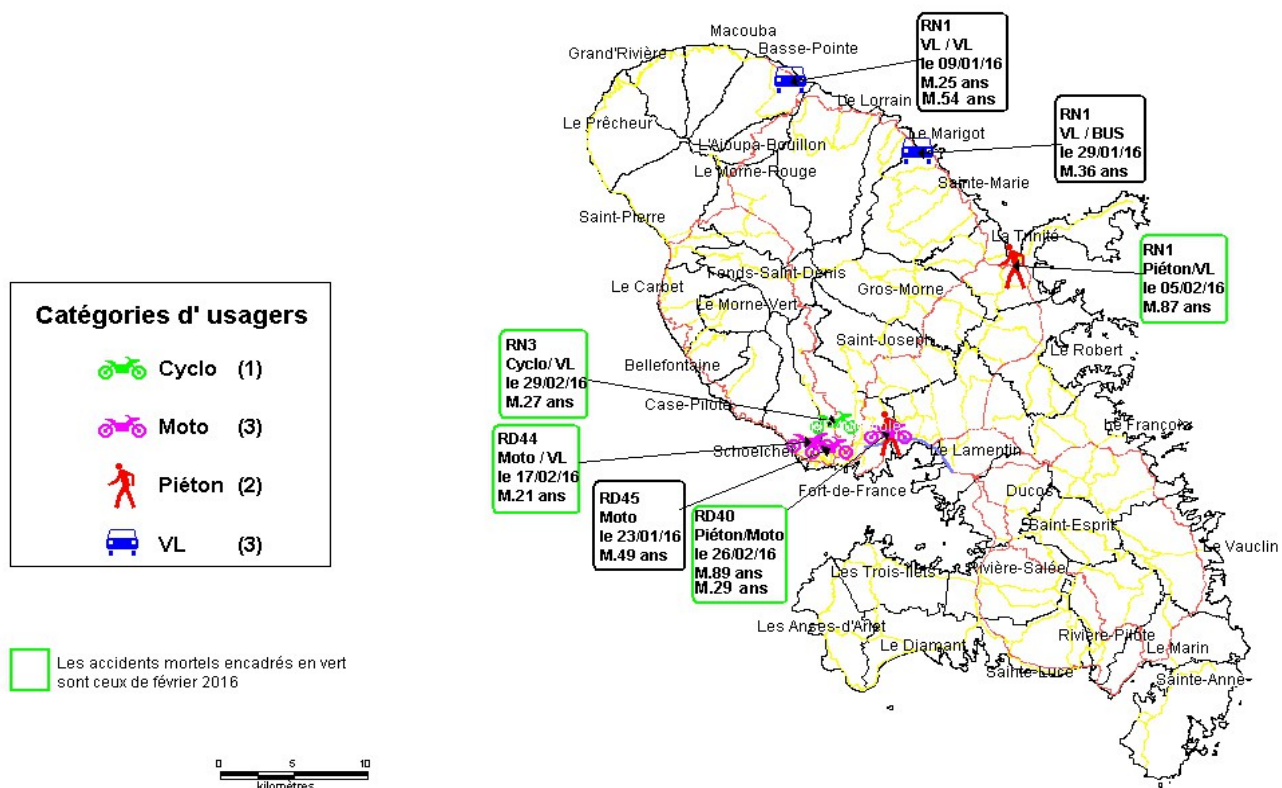 Macouba
Grand'Rivière
Basse-Pointe
RN1
VL / VL
le 09/01/16
M.25 ans
M.54 ans
Le Lorrain
Le Prêcheur
Le Marigot
L'Ajoupa-Bouillon
Le Morne-Rouge
RN1
VL / BUS
le 29/01/16
M.36 ans
Sainte-Marie
Saint-Pierre
La Trinité
RN1
Piéton/VL
le 05/02/16
M.87 ans
Fonds-Saint-Denis
Le Carbet
Gros-Morne
Le Morne-Vert
Catégories d' usagers
Cyclo (1)
Moto (3)
Piéton (2)
VL (3)
RN3
Cyclo/ VL
le 29/02/16
M.27 ans
Saint-Joseph
Le Robert
Bellefontaine
Case-Pilote
Le François
RD44
Moto / VL
le 17/02/16
M.21 ans
Schoelcher
Le Lamentin
Fort-de-France
RD45
Moto
le 23/01/16
M.49 ans
RD40
Piéton/Moto
le 26/02/16
M.89 ans
M.29 ans
Ducos
Saint-Esprit
Le Vauclin
Les Trois-Ilets
Rivière-Salée
Les Anses-d'Arlet
Le Diamant
Rivière-Pilote
Le Marin
Sainte-Luce
Sainte-Anne
Les accidents mortels encadrés en vert
sont ceux de février 2016
0 5 10
kilomètres